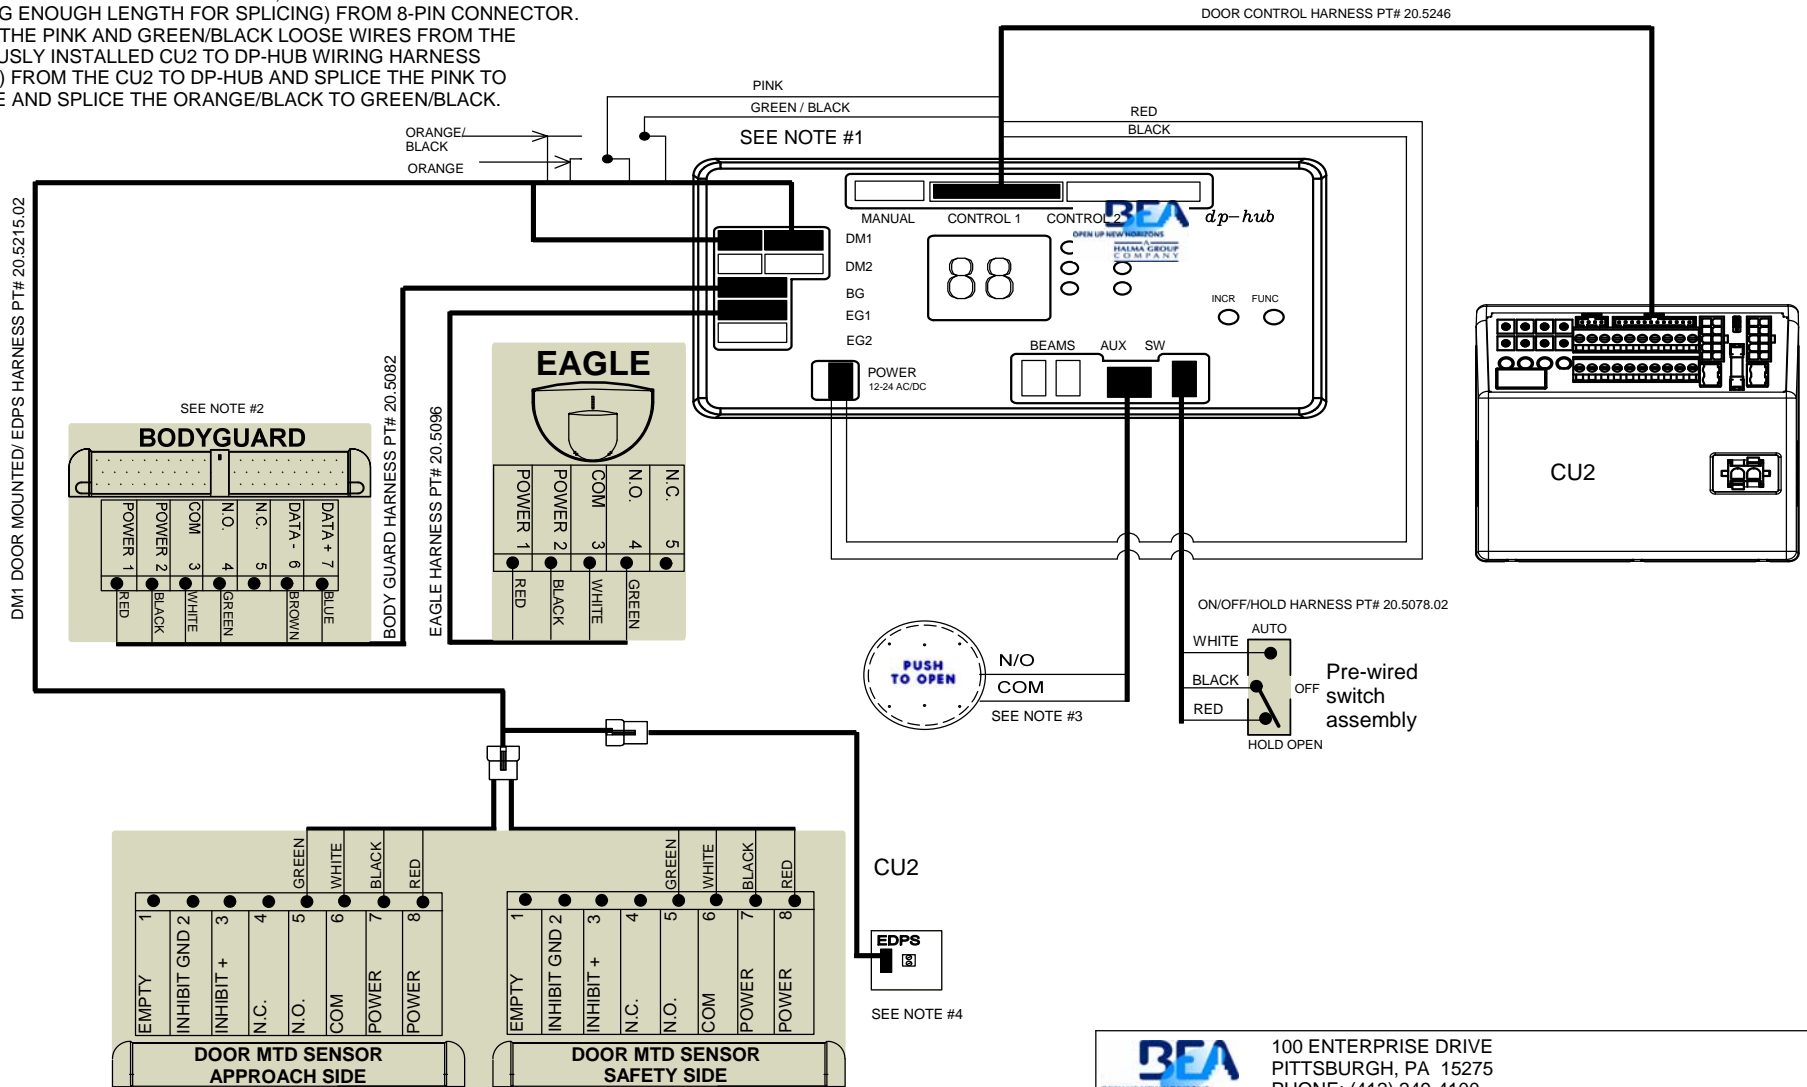 G ENOUGH LENGTH FOR SPLICING) FROM 8-PIN CONNECTOR.
THE PINK AND GREEN/BLACK LOOSE WIRES FROM THE
USLY INSTALLED CU2 TO DP-HUB WIRING HARNESS
) FROM THE CU2 TO DP-HUB AND SPLICE THE PINK TO
E AND SPLICE THE ORANGE/BLACK TO GREEN/BLACK.
DOOR CONTROL HARNESS PT# 20.5246
PINK
GREEN / BLACK
RED
BLACK
SEE NOTE #1
ORANGE/
BLACK
ORANGE
MANUAL
CONTROL 1
CONTROL 2
BEA
OPEN UP NEW HORIZONS
A
HALMA GROUP
COMPANY
dp-hub
DM1
DM2
BG
EG1
EG2
88
INCR
FUNC
POWER
12-24 AC/DC
BEAMS
AUX
SW
CU2
DM1 DOOR MOUNTED/ EDPS HARNESS PT# 20.5215.02
BODY GUARD HARNESS PT# 20.5082
EAGLE HARNESS PT# 20.5096
SEE NOTE #2
BODYGUARD
POWER 1
POWER 2
COM 3
N.O. 4
N.C. 5
DATA - 6
DATA + 7
RED
BLACK
WHITE
GREEN
BROWN
BLUE
EAGLE
POWER 1
POWER 2
COM 3
N.O. 4
N.C. 5
RED
BLACK
WHITE
GREEN
PUSH
TO OPEN
N/O
COM
SEE NOTE #3
ON/OFF/HOLD HARNESS PT# 20.5078.02
AUTO
WHITE
BLACK
RED
OFF
HOLD OPEN
Pre-wired
switch
assembly
GREEN
WHITE
BLACK
RED
EMPTY 1
INHIBIT GND 2
INHIBIT + 3
N.C. 4
N.O. 5
COM 6
POWER 7
POWER 8
DOOR MTD SENSOR
APPROACH SIDE
GREEN
WHITE
BLACK
RED
EMPTY 1
INHIBIT GND 2
INHIBIT + 3
N.C. 4
N.O. 5
COM 6
POWER 7
POWER 8
DOOR MTD SENSOR
SAFETY SIDE
CU2
EDPS
SEE NOTE #4
BEA
100 ENTERPRISE DRIVE
PITTSBURGH, PA 15275